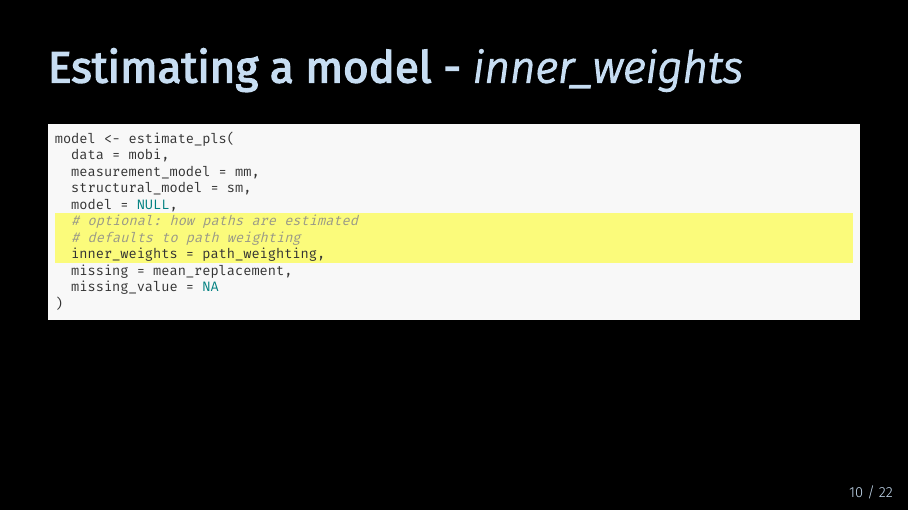 Estimating a model - inner_weights
model <- estimate_pls(
  data = mobi,
  measurement_model = mm,
  structural_model = sm,
  model = NULL,
  # optional: how paths are estimated
  # defaults to path weighting
  inner_weights = path_weighting,
  missing = mean_replacement,
  missing_value = NA
)
10 / 22